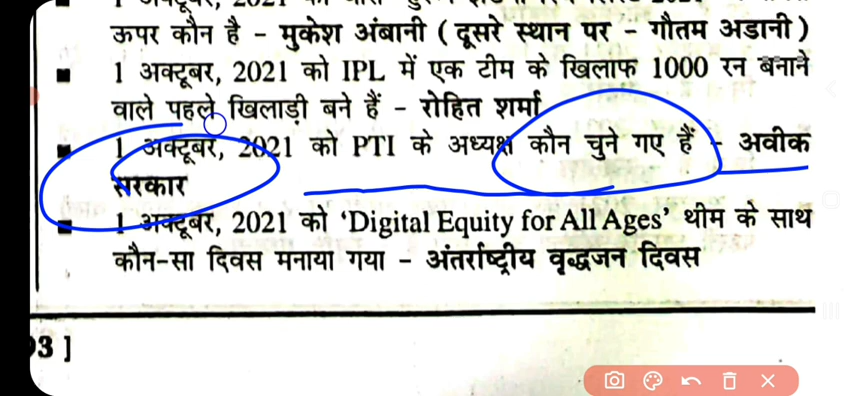 ऊपर कौन है - मुकेश अंबानी ( दूसरे स्थान पर - गौतम अडानी )
1 अक्टूबर, 2021 को IPL में एक टीम के खिलाफ 1000 रन बनाने
वाले पहले खिलाड़ी बने हैं - रोहित शर्मा
1 अक्टूबर, 2021 को PTI के अध्यक्ष कौन चुने गए हैं - अवीक
सरकार
1 अक्टूबर, 2021 को ‘Digital Equity for All Ages’ थीम के साथ
कौन-सा दिवस मनाया गया - अंतर्राष्ट्रीय वृद्धजन दिवस
3 ]